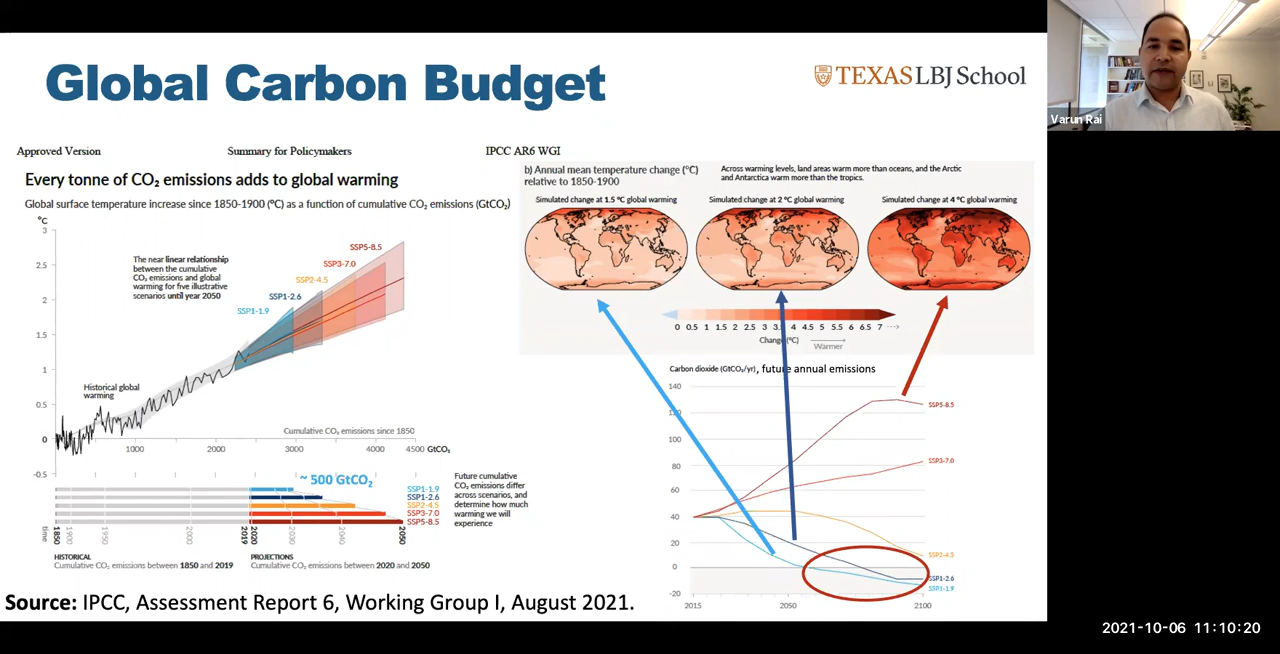 Global Carbon Budget
TEXAS LBJ School
Varun Rai
Approved Version
Summary for Policymakers
IPCC AR6 WGI
Every tonne of CO₂ emissions adds to global warming
Global surface temperature increase since 1850-1900 (°C) as a function of cumulative CO₂ emissions (GtCO₂)
°C
3
2.5
2
1.5
1
0.5
0
-0.5
The near linear relationship
between the cumulative
CO₂ emissions and global
warming for five illustrative
scenarios until year 2050
SSP5-8.5
SSP3-7.0
SSP2-4.5
SSP1-2.6
SSP1-1.9
Historical global
warming
Cumulative CO₂ emissions since 1850
1000 2000 3000 4000 4500 GtCO₂
~ 500 GtCO₂
SSP1-1.9
SSP1-2.6
SSP2-4.5
SSP3-7.0
SSP5-8.5
Future cumulative
CO₂ emissions differ
across scenarios, and
determine how much
warming we will
experience
time 1850 1900 1950 2000 2019 2020 2030 2040 2050
HISTORICAL
Cumulative CO₂ emissions between 1850 and 2019
PROJECTIONS
Cumulative CO₂ emissions between 2020 and 2050
b) Annual mean temperature change (°C)
relative to 1850-1900
Across warming levels, land areas warm more than oceans, and the Arctic
and Antarctica warm more than the tropics.
Simulated change at 1.5 °C global warming
Simulated change at 2 °C global warming
Simulated change at 4 °C global warming
0 0.5 1 1.5 2 2.5 3 4 4.5 5 5.5 6 6.5 7
Change (°C)
Warmer
Carbon dioxide (GtCO₂/yr), future annual emissions
140
120
100
80
60
40
20
0
-20
SSP5-8.5
SSP3-7.0
SSP2-4.5
SSP1-2.6
SSP1-1.9
2015 2050 2100
Source: IPCC, Assessment Report 6, Working Group I, August 2021.
2021-10-06 11:10:20